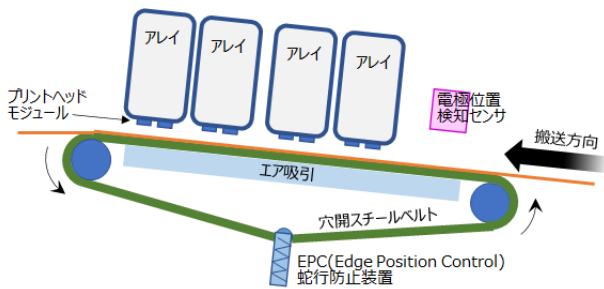 アレイ
アレイ
アレイ
アレイ
プリントヘッド
モジュール
電極位置
検知センサ
搬送方向
エア吸引
穴開スチールベルト
EPC(Edge Position Control)
蛇行防止装置